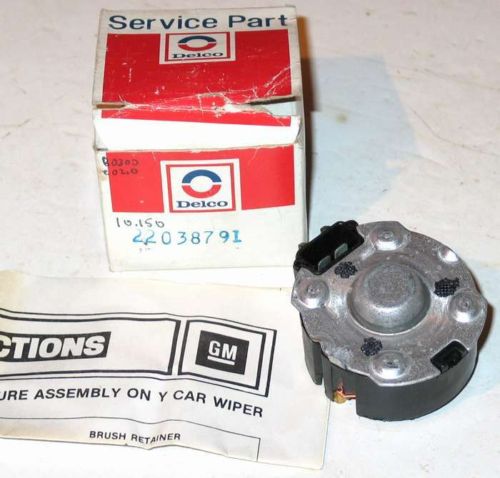 Service Part
Delco
Delco
10.150
22038791
CTIONS
GM
URE ASSEMBLY ON Y CAR WIPER
BRUSH RETAINER